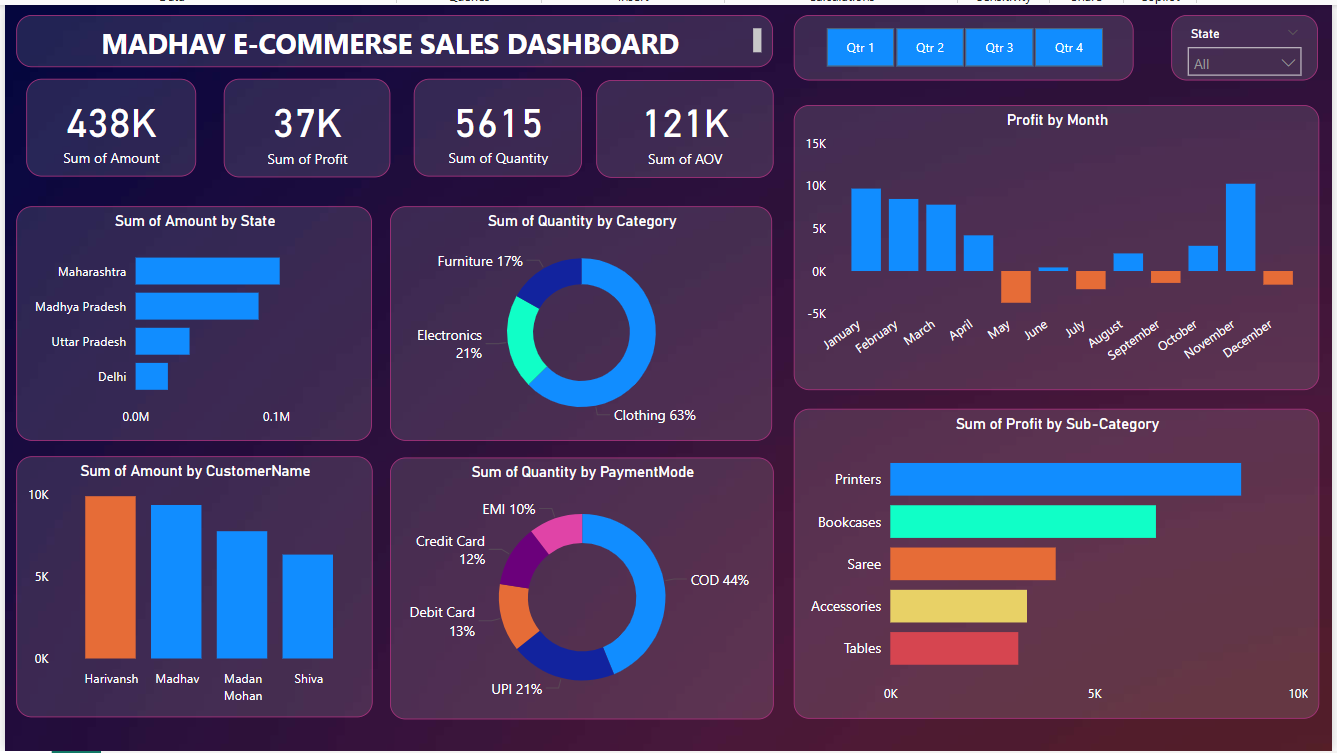 MADHAV E-COMMERSE SALES DASHBOARD
Qtr 1
Qtr 2
Qtr 3
Qtr 4
State
All
438K
Sum of Amount
37K
Sum of Profit
5615
Sum of Quantity
121K
Sum of AOV
Profit by Month
15K
10K
5K
0K
-5K
January
February
March
April
May
June
July
August
September
October
November
December
Sum of Amount by State
Maharashtra
Madhya Pradesh
Uttar Pradesh
Delhi
0.0M
0.1M
Sum of Quantity by Category
Furniture 17%
Electronics
21%
Clothing 63%
Sum of Profit by Sub-Category
Printers
Bookcases
Saree
Accessories
Tables
0K
5K
10K
Sum of Amount by CustomerName
10K
5K
0K
Harivansh
Madhav
Madan
Mohan
Shiva
Sum of Quantity by PaymentMode
EMI 10%
Credit Card
12%
Debit Card
13%
UPI 21%
COD 44%